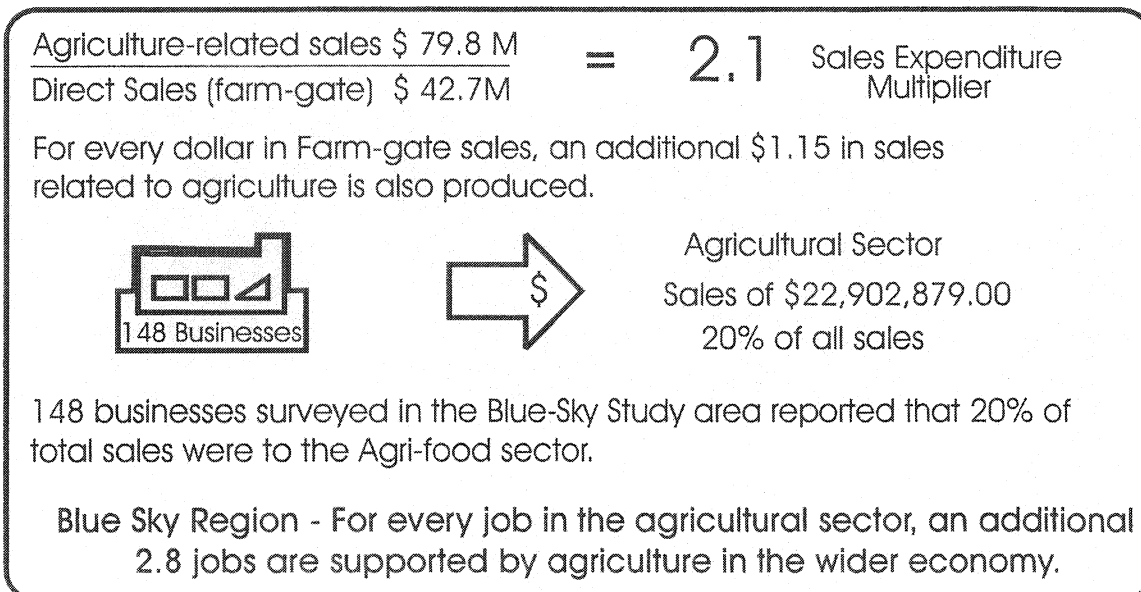 Agriculture-related sales $ 79.8 M
Direct Sales (farm-gate) $ 42.7M
= 2.1 Sales Expenditure
Multiplier
For every dollar in Farm-gate sales, an additional $1.15 in sales
related to agriculture is also produced.
148 Businesses
$
Agricultural Sector
Sales of $22,902,879.00
20% of all sales
148 businesses surveyed in the Blue-Sky Study area reported that 20% of
total sales were to the Agri-food sector.
Blue Sky Region - For every job in the agricultural sector, an additional
2.8 jobs are supported by agriculture in the wider economy.